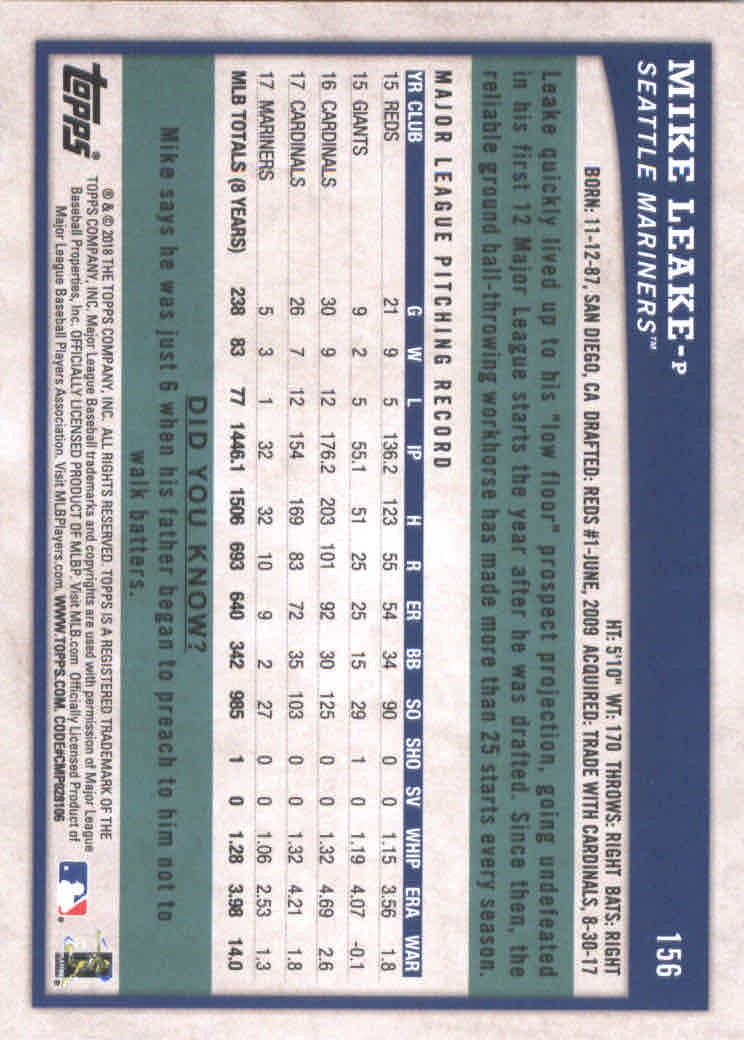 MIKE LEAKE-P
156
SEATTLE MARINERS™
HT: 5'10" WT: 170 THROWS: RIGHT BATS: RIGHT
BORN: 11-12-87, SAN DIEGO, CA DRAFTED: REDS #1-JUNE, 2009 ACQUIRED: TRADE WITH CARDINALS, 8-30-17
Leake quickly lived up to his "low floor" prospect projection, going undefeated
in his first 12 Major League starts the year after he was drafted. Since then, the
reliable ground ball-throwing workhorse has made more than 25 starts every season.
MAJOR LEAGUE PITCHING RECORD
YR CLUB G W L IP H R ER BB SO SHO SV WHIP ERA WAR
15 REDS 21 9 5 136.2 123 55 54 34 90 0 0 1.15 3.56 1.8
15 GIANTS 9 2 5 55.1 51 25 25 15 29 1 0 1.19 4.07 -0.1
16 CARDINALS 30 9 12 176.2 203 101 92 30 125 0 0 1.32 4.69 2.6
17 CARDINALS 26 7 12 154 169 83 72 35 103 0 0 1.32 4.21 1.8
17 MARINERS 5 3 1 32 32 10 9 2 27 0 0 1.06 2.53 1.3
MLB TOTALS (8 YEARS) 238 83 77 1446.1 1506 693 640 342 985 1 0 1.28 3.98 14.0
DID YOU KNOW?
Mike says he was just 6 when his father began to preach to him not to
walk batters.
topps®
® & © 2018 THE TOPPS COMPANY, INC. ALL RIGHTS RESERVED. TOPPS IS A REGISTERED TRADEMARK OF THE
TOPPS COMPANY, INC. Major League Baseball trademarks and copyrights are used with permission of Major League
Baseball Properties, Inc. OFFICIALLY LICENSED PRODUCT OF MLBP. Visit MLB.com Officially Licensed Product of
Major League Baseball Players Association. Visit MLBPlayers.com. WWW.TOPPS.COM. CODE#CMP028106